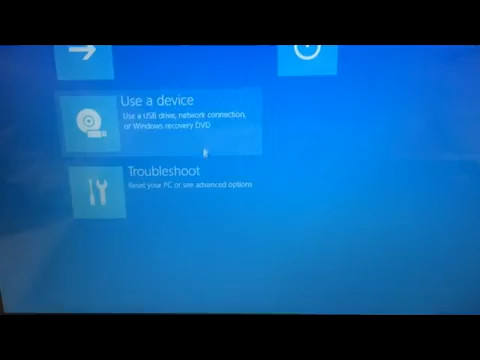 Use a device
Use a USB drive, network connection,
or Windows recovery DVD
Troubleshoot
Reset your PC or see advanced options